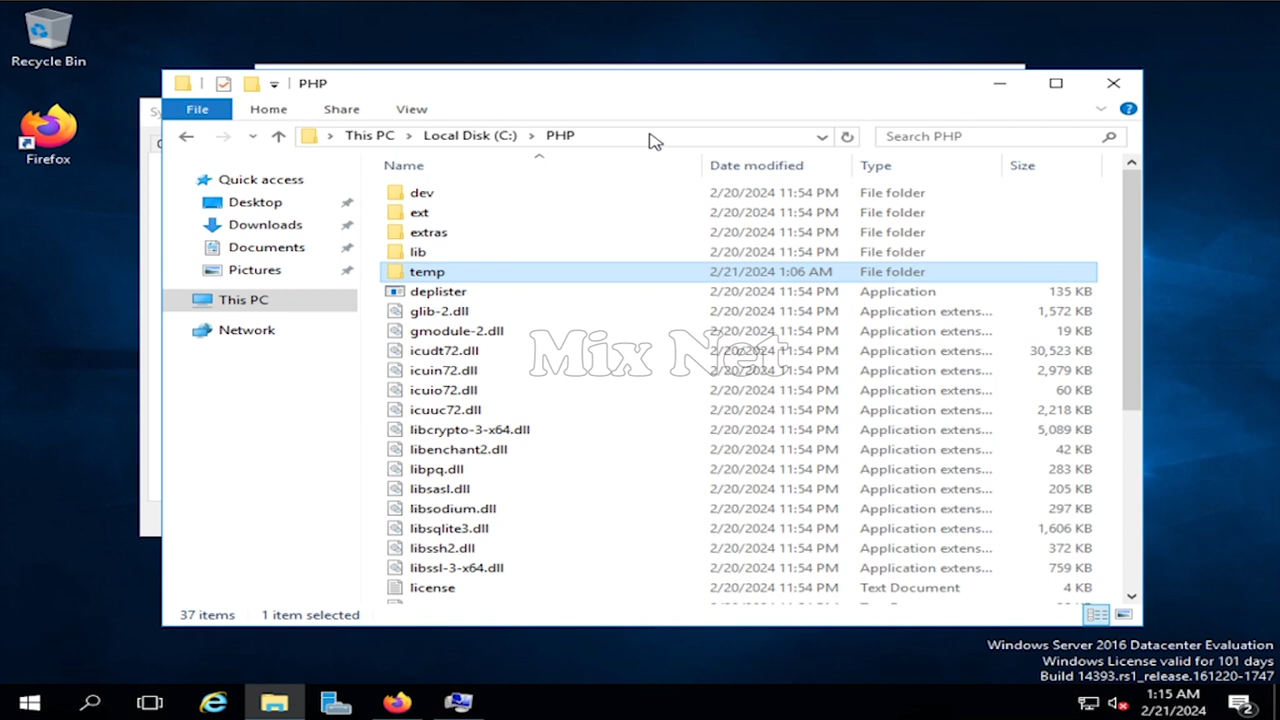 Recycle Bin
Firefox
PHP
File Home Share View
This PC > Local Disk (C:) > PHP
Search PHP
Name Date modified Type Size
Quick access
Desktop
Downloads
Documents
Pictures
This PC
Network
dev 2/20/2024 11:54 PM File folder
ext 2/20/2024 11:54 PM File folder
extras 2/20/2024 11:54 PM File folder
lib 2/20/2024 11:54 PM File folder
temp 2/21/2024 1:06 AM File folder
deplister 2/20/2024 11:54 PM Application 135 KB
glib-2.dll 2/20/2024 11:54 PM Application extens... 1,572 KB
gmodule-2.dll 2/20/2024 11:54 PM Application extens... 19 KB
icudt72.dll 2/20/2024 11:54 PM Application extens... 30,523 KB
icuin72.dll 2/20/2024 11:54 PM Application extens... 2,979 KB
icuio72.dll 2/20/2024 11:54 PM Application extens... 60 KB
icuuc72.dll 2/20/2024 11:54 PM Application extens... 2,218 KB
libcrypto-3-x64.dll 2/20/2024 11:54 PM Application extens... 5,089 KB
libenchant2.dll 2/20/2024 11:54 PM Application extens... 42 KB
libpq.dll 2/20/2024 11:54 PM Application extens... 283 KB
libsasl.dll 2/20/2024 11:54 PM Application extens... 205 KB
libsodium.dll 2/20/2024 11:54 PM Application extens... 297 KB
libsqlite3.dll 2/20/2024 11:54 PM Application extens... 1,606 KB
libssh2.dll 2/20/2024 11:54 PM Application extens... 372 KB
libssl-3-x64.dll 2/20/2024 11:54 PM Application extens... 759 KB
license 2/20/2024 11:54 PM Text Document 4 KB
Mix Net
37 items 1 item selected
Windows Server 2016 Datacenter Evaluation
Windows License valid for 101 days
Build 14393.rs1_release.161220-1747
1:15 AM
2/21/2024
2